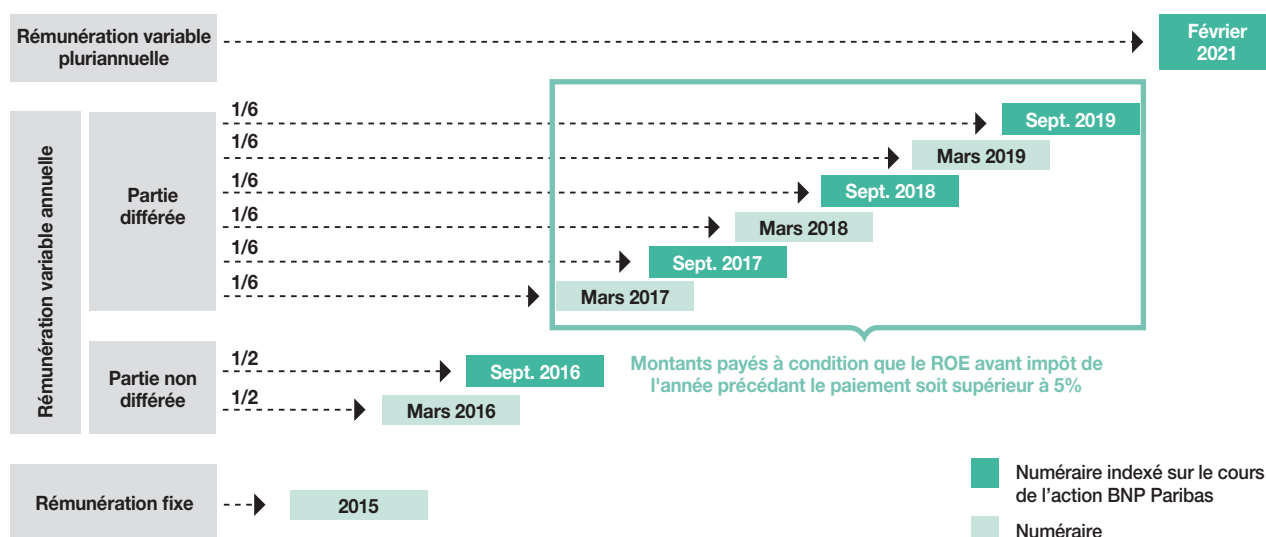 Rémunération variable
pluriannuelle
Février
2021
Rémunération variable annuelle
Partie
différée
1/6
Sept. 2019
1/6
Mars 2019
1/6
Sept. 2018
1/6
Mars 2018
1/6
Sept. 2017
1/6
Mars 2017
Montants payés à condition que le ROE avant impôt de
l'année précédant le paiement soit supérieur à 5%
Partie non
différée
1/2
Sept. 2016
1/2
Mars 2016
Rémunération fixe
2015
Numéraire indexé sur le cours
de l’action BNP Paribas
Numéraire